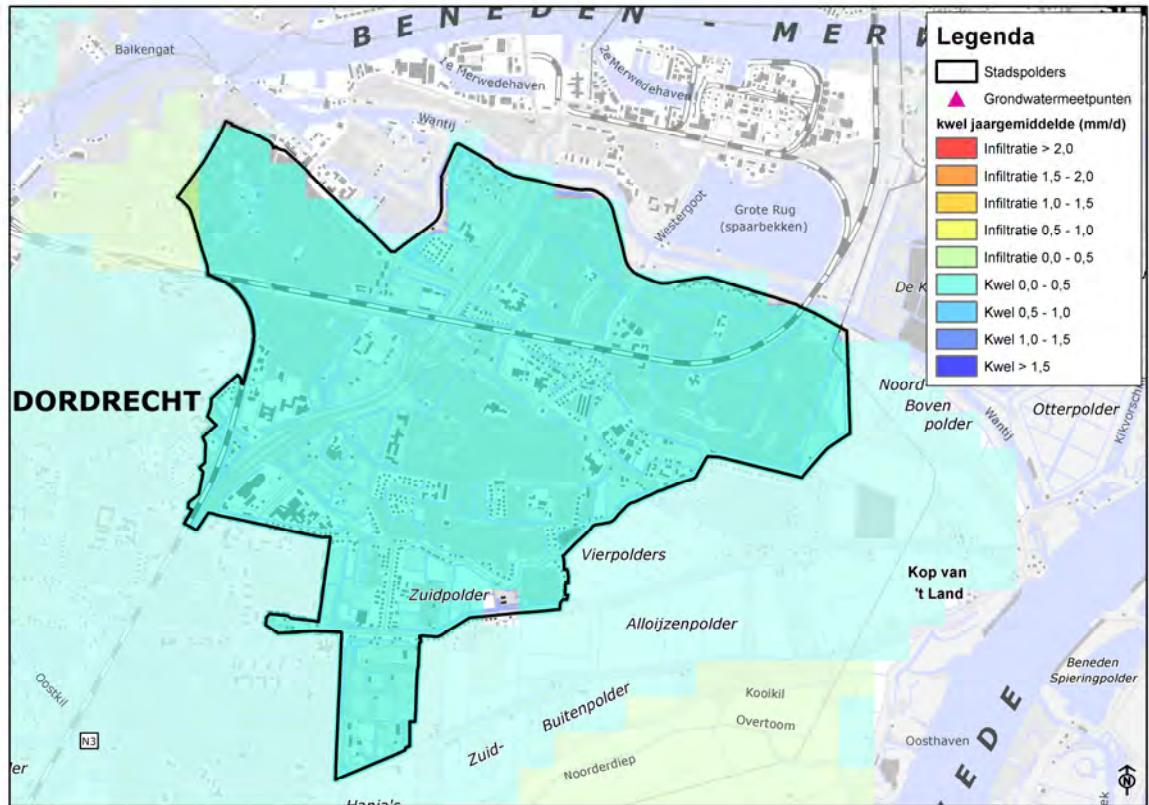 BENEDEN - MERW
Balkengat
1e Merwedehaven
2e Merwedehaven
Wantij
Westergoot
Grote Rug
(spaarbekken)
De K
DORDRECHT
Noord
Boven
polder
Wantij
Otterpolder
Vierpolders
Zuidpolder
Kop van
't Land
Alloijzenpolder
Beneden
Spieringpolder
Oostkil
Kooikil
Buitenpolder
Overtoom
N3
Zuid-
Oosthaven
Noorderdiep
EDE
der
Hania's
ek
Legenda
Stadspolders
Grondwatermeetpunten
kwel jaargemiddelde (mm/d)
Infiltratie > 2,0
Infiltratie 1,5 - 2,0
Infiltratie 1,0 - 1,5
Infiltratie 0,5 - 1,0
Infiltratie 0,0 - 0,5
Kwel 0,0 - 0,5
Kwel 0,5 - 1,0
Kwel 1,0 - 1,5
Kwel > 1,5
N